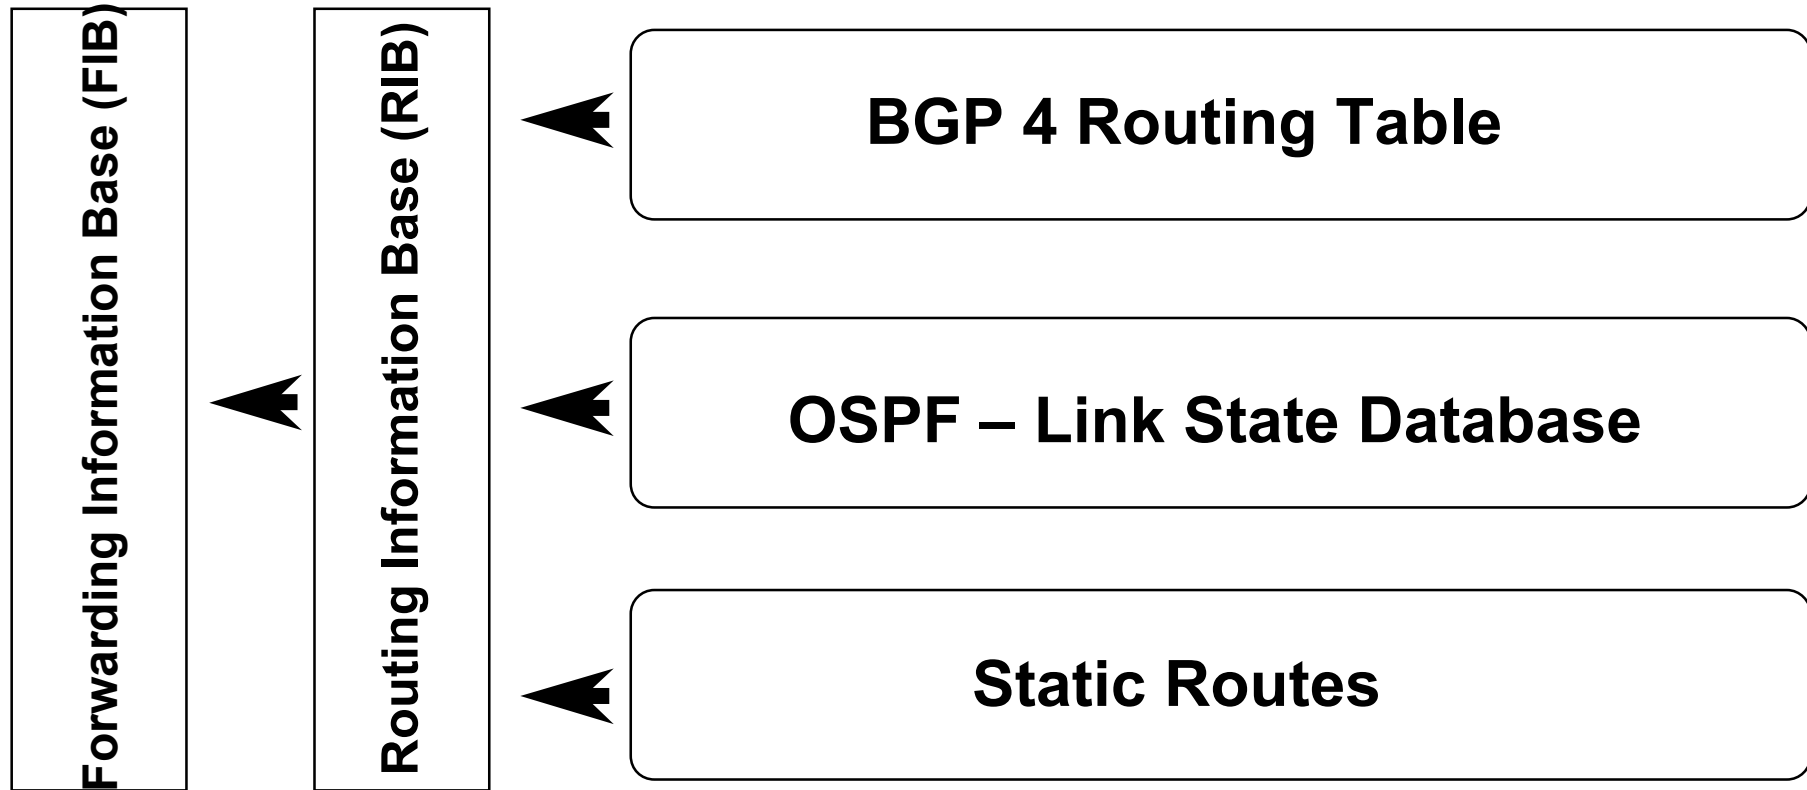 Forwarding Information Base (FIB)
Routing Information Base (RIB)
BGP 4 Routing Table
OSPF – Link State Database
Static Routes